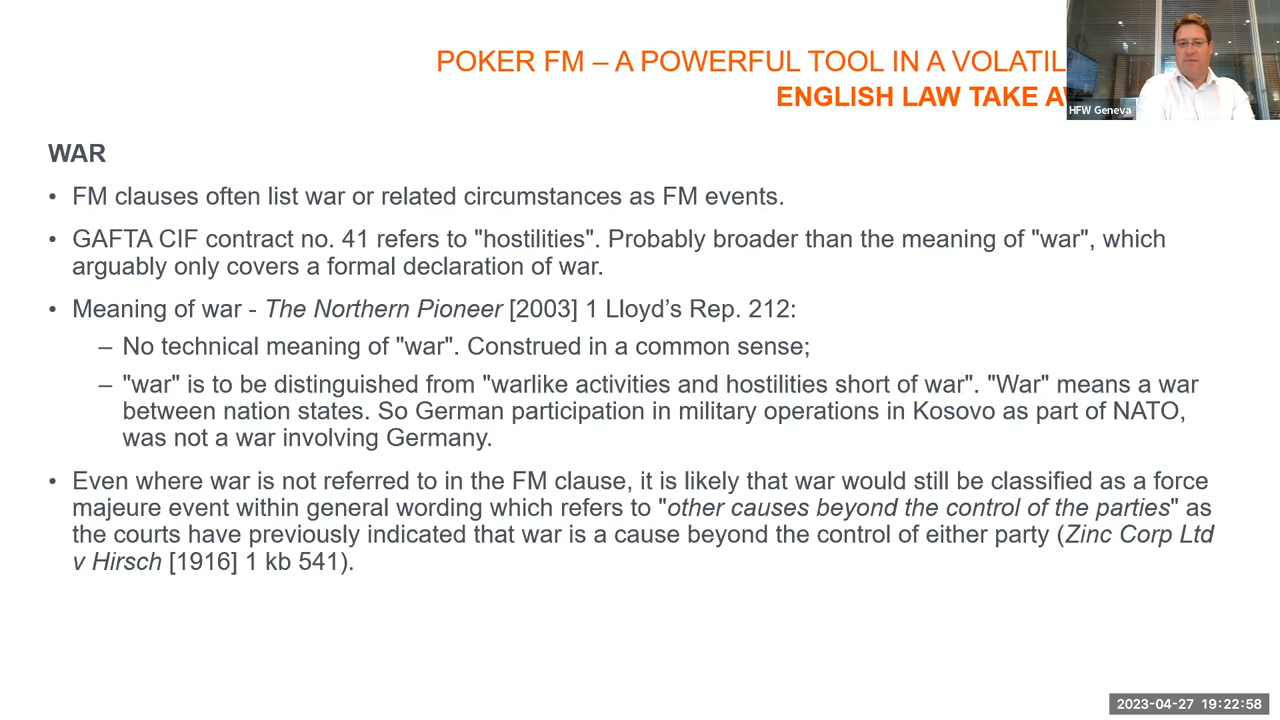 POKER FM – A POWERFUL TOOL IN A VOLATIL
ENGLISH LAW TAKE
HFW Geneva
WAR
• FM clauses often list war or related circumstances as FM events.
• GAFTA CIF contract no. 41 refers to "hostilities". Probably broader than the meaning of "war", which
arguably only covers a formal declaration of war.
• Meaning of war - The Northern Pioneer [2003] 1 Lloyd’s Rep. 212:
– No technical meaning of "war". Construed in a common sense;
– "war" is to be distinguished from "warlike activities and hostilities short of war". "War" means a war
between nation states. So German participation in military operations in Kosovo as part of NATO,
was not a war involving Germany.
• Even where war is not referred to in the FM clause, it is likely that war would still be classified as a force
majeure event within general wording which refers to "other causes beyond the control of the parties" as
the courts have previously indicated that war is a cause beyond the control of either party (Zinc Corp Ltd
v Hirsch [1916] 1 kb 541).
2023-04-27 19:22:58